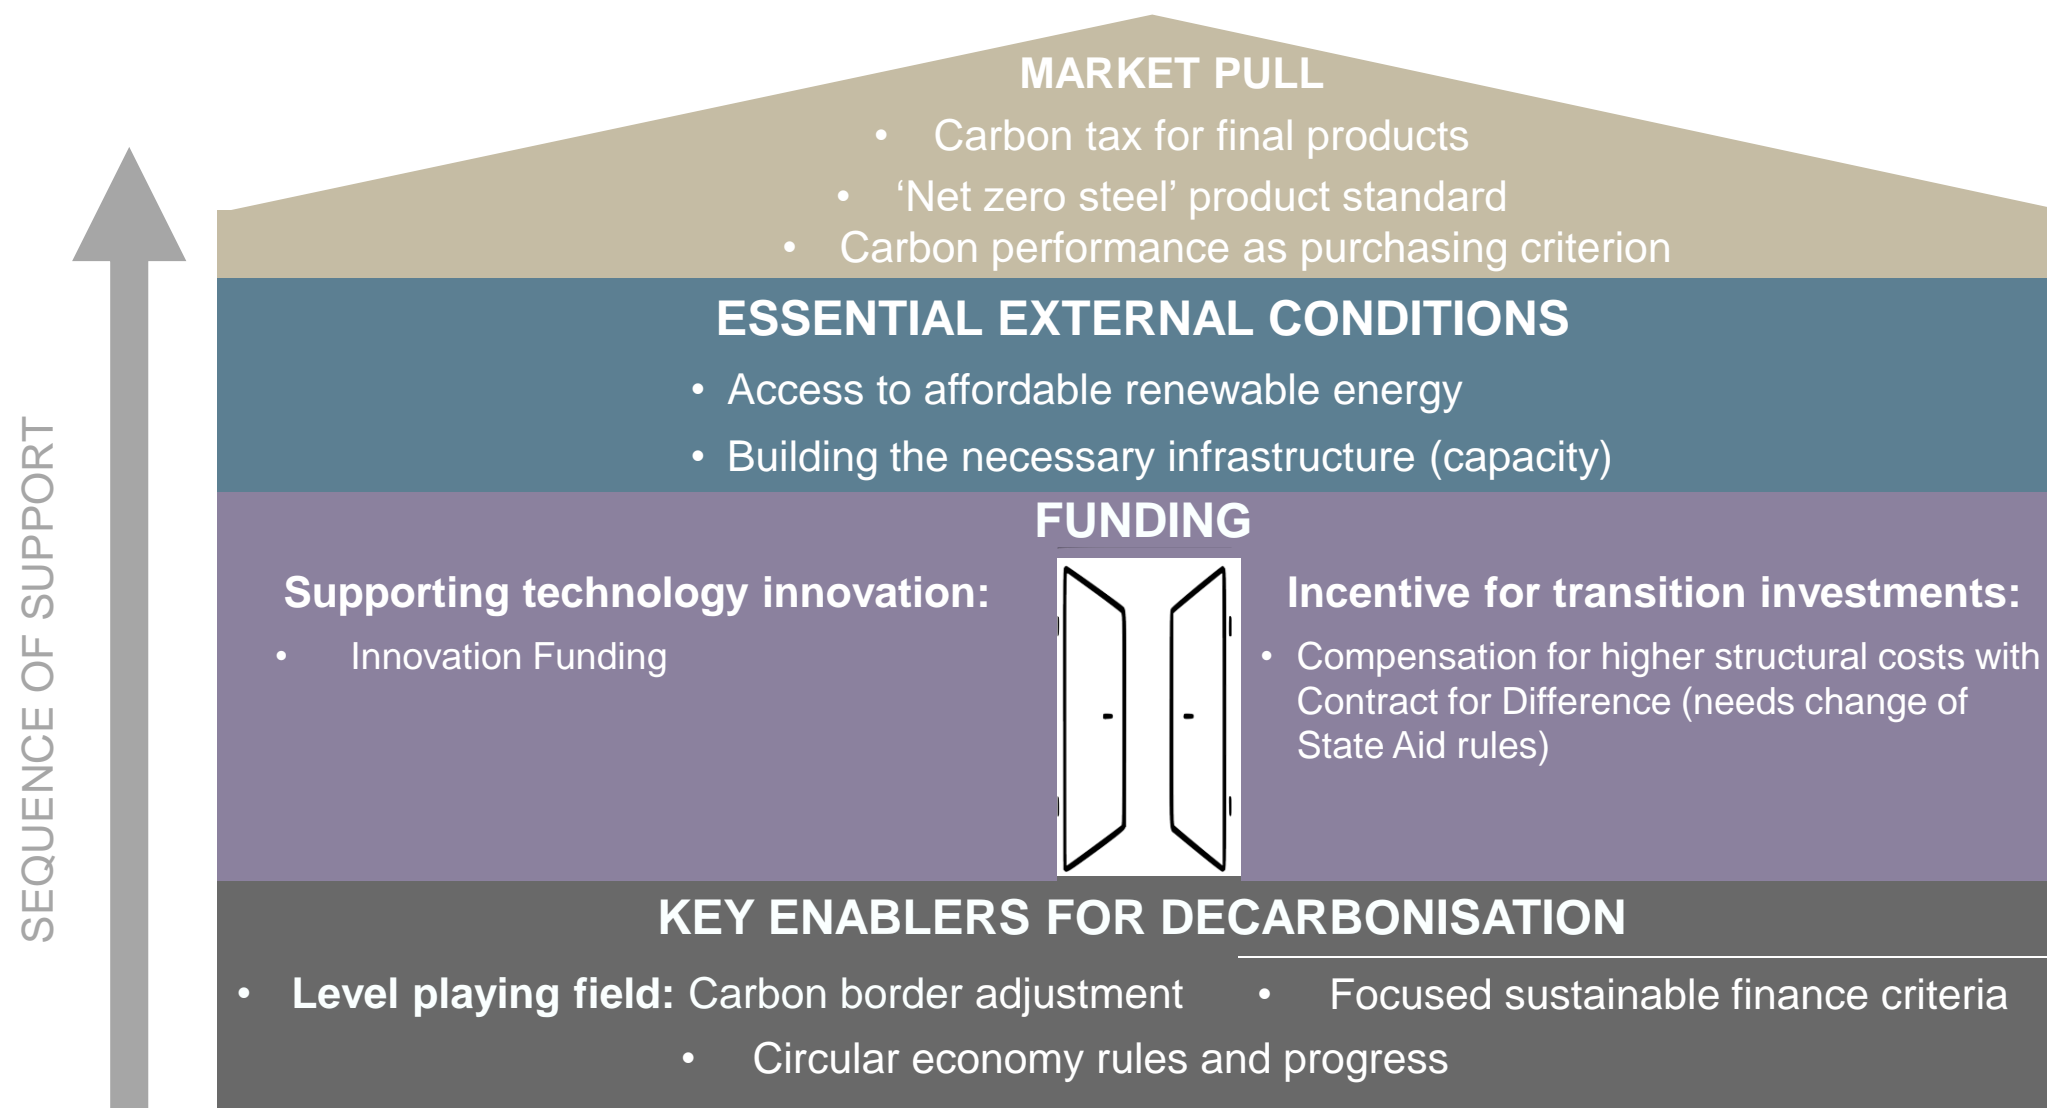 MARKET PULL
• Carbon tax for final products
• ‘Net zero steel’ product standard
• Carbon performance as purchasing criterion
ESSENTIAL EXTERNAL CONDITIONS
• Access to affordable renewable energy
• Building the necessary infrastructure (capacity)
FUNDING
Supporting technology innovation:
• Innovation Funding
Incentive for transition investments:
• Compensation for higher structural costs with
Contract for Difference (needs change of
State Aid rules)
KEY ENABLERS FOR DECARBONISATION
• Level playing field: Carbon border adjustment
• Focused sustainable finance criteria
• Circular economy rules and progress
SEQUENCE OF SUPPORT